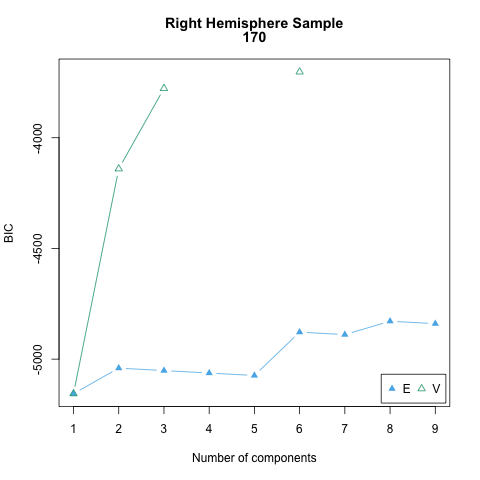 Right Hemisphere Sample
170
BIC
-4000
-4500
-5000
E V
1 2 3 4 5 6 7 8 9
Number of components